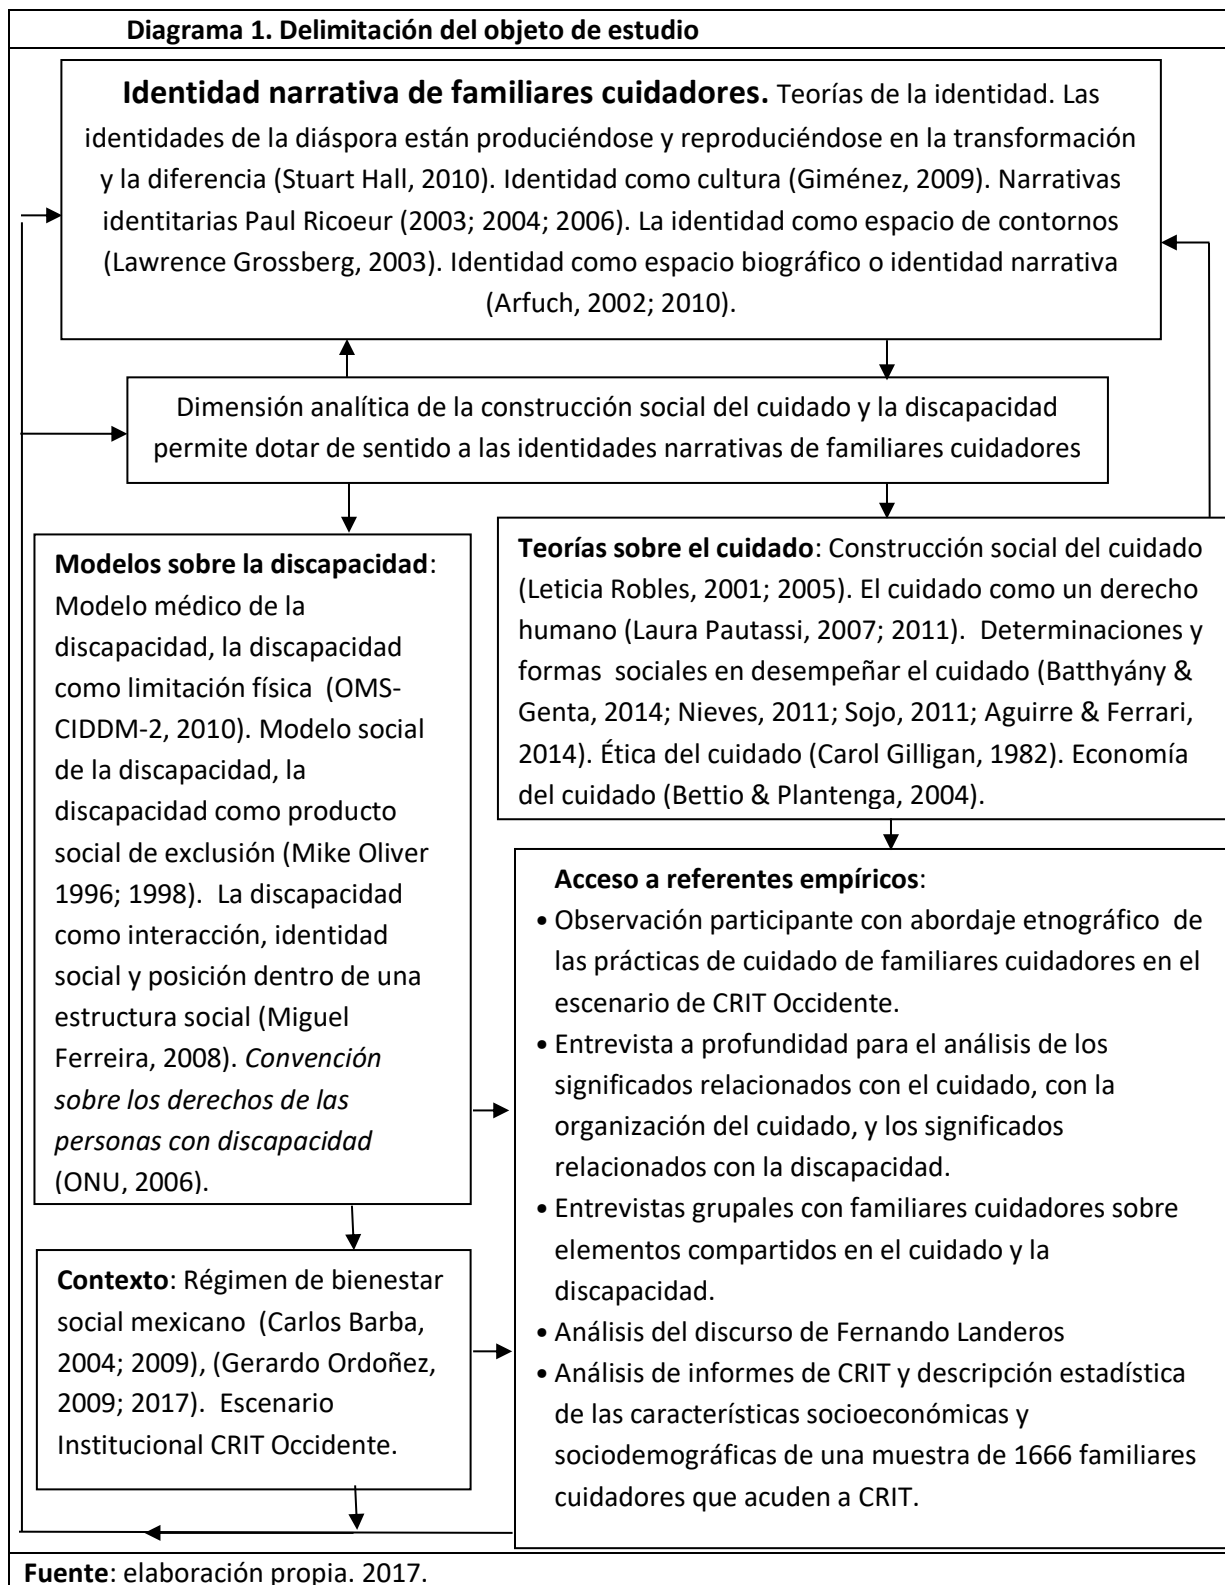 Diagrama 1. Delimitación del objeto de estudio
Identidad narrativa de familiares cuidadores. Teorías de la identidad. Las
identidades de la diáspora están produciéndose y reproduciéndose en la transformación
y la diferencia (Stuart Hall, 2010). Identidad como cultura (Giménez, 2009). Narrativas
identitarias Paul Ricoeur (2003; 2004; 2006). La identidad como espacio de contornos
(Lawrence Grossberg, 2003). Identidad como espacio biográfico o identidad narrativa
(Arfuch, 2002; 2010).
Dimensión analítica de la construcción social del cuidado y la discapacidad
permite dotar de sentido a las identidades narrativas de familiares cuidadores
Modelos sobre la discapacidad:
Modelo médico de la
discapacidad, la discapacidad
como limitación física (OMS-
CIDDM-2, 2010). Modelo social
de la discapacidad, la
discapacidad como producto
social de exclusión (Mike Oliver
1996; 1998). La discapacidad
como interacción, identidad
social y posición dentro de una
estructura social (Miguel
Ferreira, 2008). Convención
sobre los derechos de las
personas con discapacidad
(ONU, 2006).
Teorías sobre el cuidado: Construcción social del cuidado
(Leticia Robles, 2001; 2005). El cuidado como un derecho
humano (Laura Pautassi, 2007; 2011). Determinaciones y
formas sociales en desempeñar el cuidado (Batthyány &
Genta, 2014; Nieves, 2011; Sojo, 2011; Aguirre & Ferrari,
2014). Ética del cuidado (Carol Gilligan, 1982). Economía
del cuidado (Bettio & Plantenga, 2004).
Contexto: Régimen de bienestar
social mexicano (Carlos Barba,
2004; 2009), (Gerardo Ordoñez,
2009; 2017). Escenario
Institucional CRIT Occidente.
Acceso a referentes empíricos:
• Observación participante con abordaje etnográfico de
las prácticas de cuidado de familiares cuidadores en el
escenario de CRIT Occidente.
• Entrevista a profundidad para el análisis de los
significados relacionados con el cuidado, con la
organización del cuidado, y los significados
relacionados con la discapacidad.
• Entrevistas grupales con familiares cuidadores sobre
elementos compartidos en el cuidado y la
discapacidad.
• Análisis del discurso de Fernando Landeros
• Análisis de informes de CRIT y descripción estadística
de las características socioeconómicas y
sociodemográficas de una muestra de 1666 familiares
cuidadores que acuden a CRIT.
Fuente: elaboración propia. 2017.